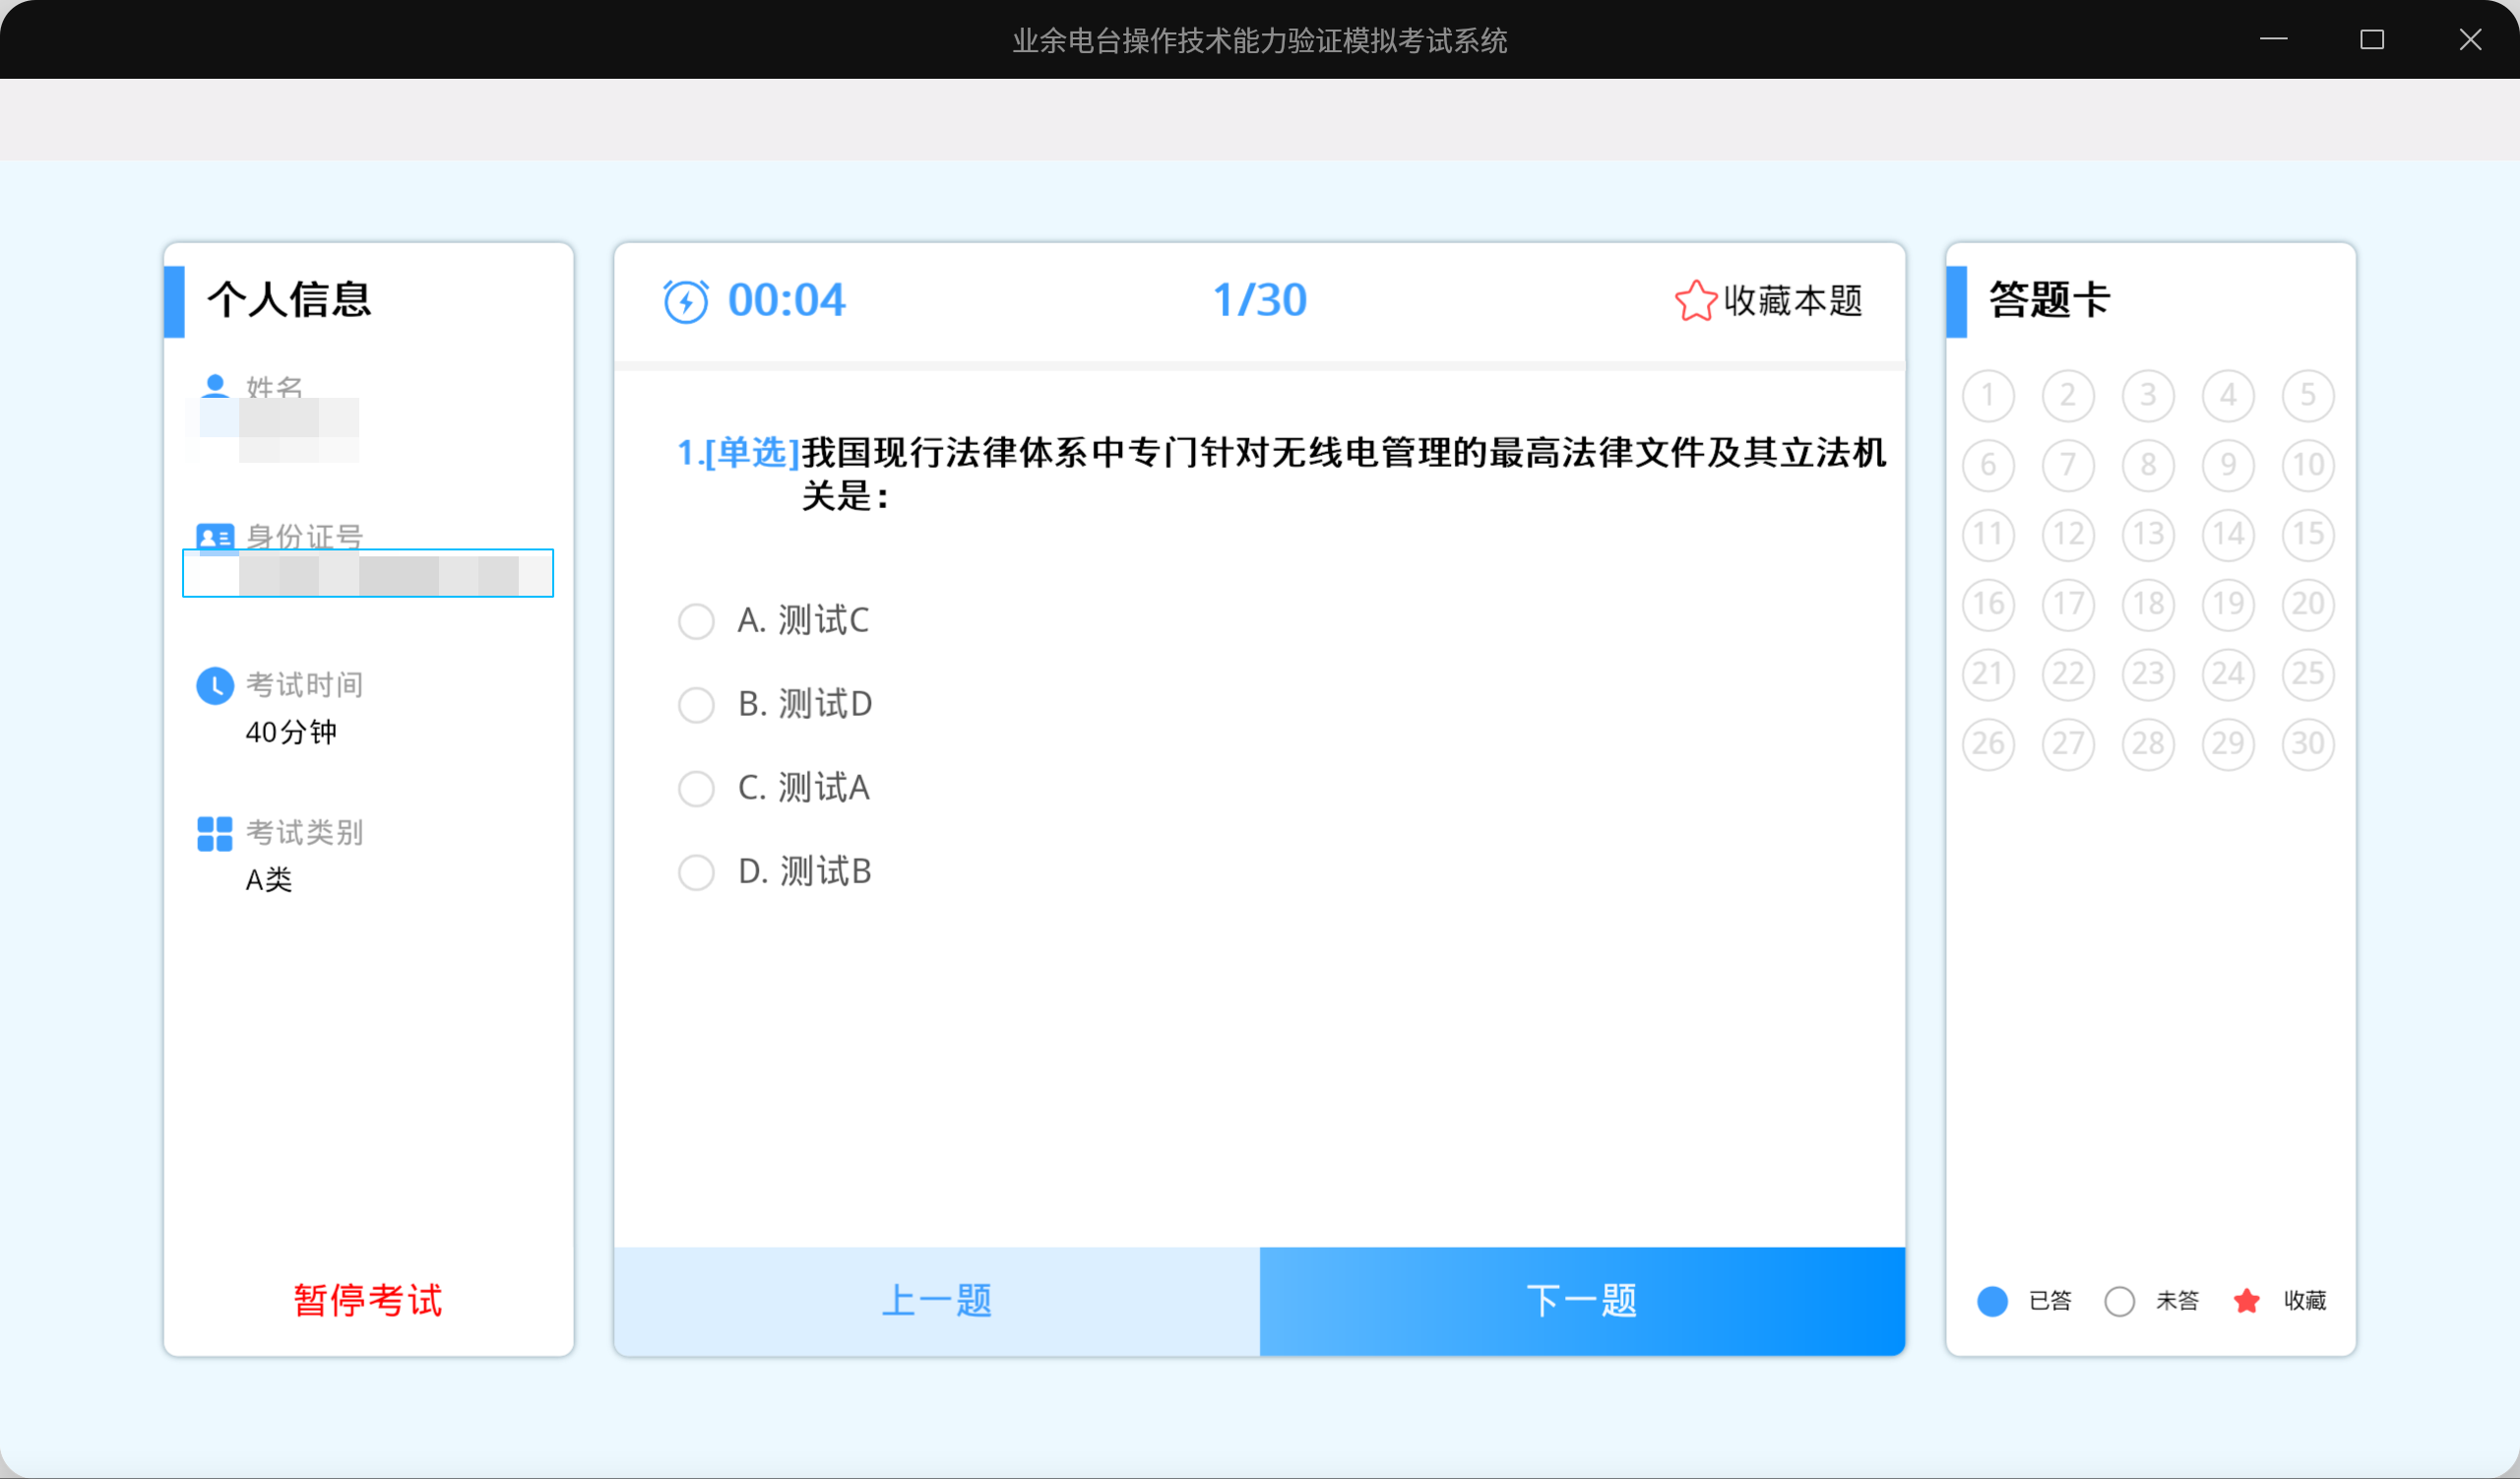 业余电台操作技术能力验证模拟考试系统
个人信息
姓名
身份证号
考试时间
40分钟
考试类别
A类
暂停考试
00:04
1/30
收藏本题
1.[单选]我国现行法律体系中专门针对无线电管理的最高法律文件及其立法机
关是：
A. 测试C
B. 测试D
C. 测试A
D. 测试B
上一题
下一题
答题卡
1 2 3 4 5
6 7 8 9 10
11 12 13 14 15
16 17 18 19 20
21 22 23 24 25
26 27 28 29 30
已答 未答 收藏